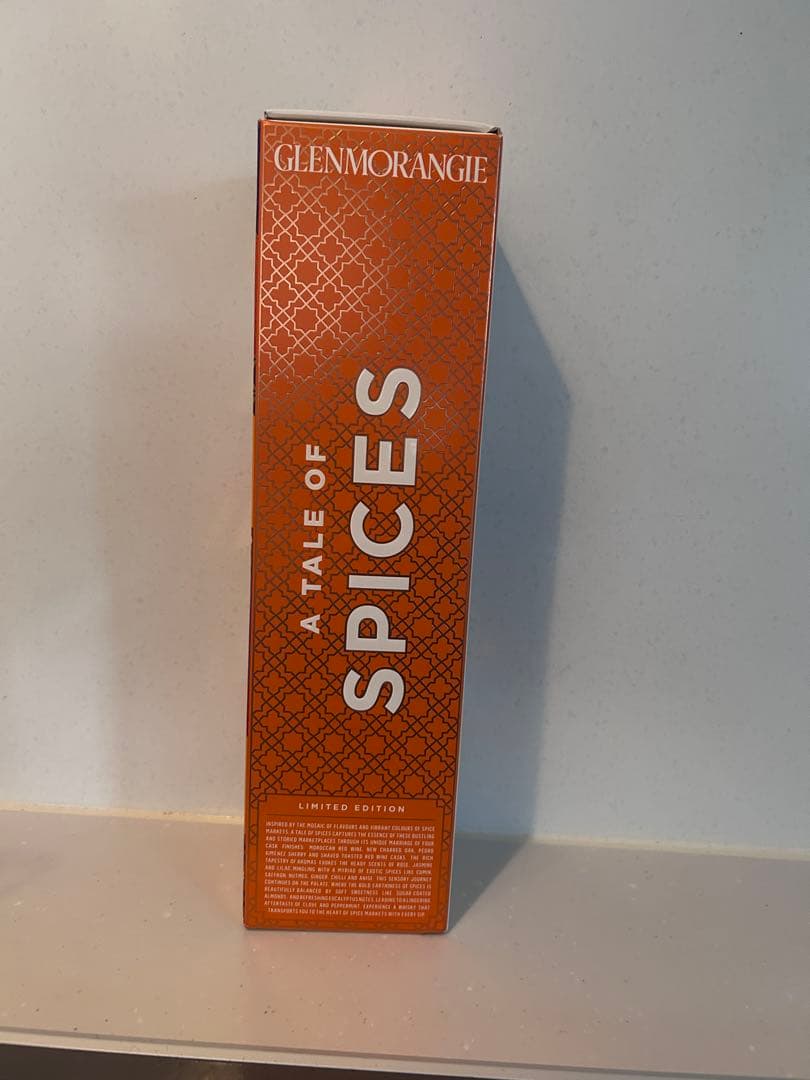 GLENMORANGIE
A TALE OF
SPICES
LIMITED EDITION
INSPIRED BY THE MOSAIC OF FLAVOURS AND VIBRANT COLOURS OF SPICE
MARKETS, A TALE OF SPICES CAPTURES THE ESSENCE OF THESE BUSTLING
AND STORIED MARKETPLACES THROUGH ITS UNIQUE MARRIAGE OF FOUR
CASK FINISHES: MOROCCAN RED WINE, NEW CHARRED OAK, PEDRO
XIMÉNEZ SHERRY AND SHAVED TOASTED RED WINE CASKS. THE RICH
TAPESTRY OF AROMAS EVOKES THE HEADY SCENTS OF ROSE, JASMINE
AND LILAC MINGLING WITH A MYRIAD OF EXOTIC SPICES LIKE CUMIN,
SAFFRON, NUTMEG, GINGER, CHILLI AND ANISE. THIS SENSORY JOURNEY
CONTINUES ON THE PALATE, WHERE THE BOLD EARTHINESS OF SPICES IS
BEAUTIFULLY BALANCED BY SOFT SWEETNESS LIKE SUGAR-COATED
ALMONDS, AND REFRESHING EUCALYPTUS NOTES, LEADING TO A LINGERING
AFTERTASTE OF CLOVE AND PEPPERMINT. EXPERIENCE A WHISKY THAT
TRANSPORTS YOU TO THE HEART OF SPICE MARKETS WITH EVERY SIP.